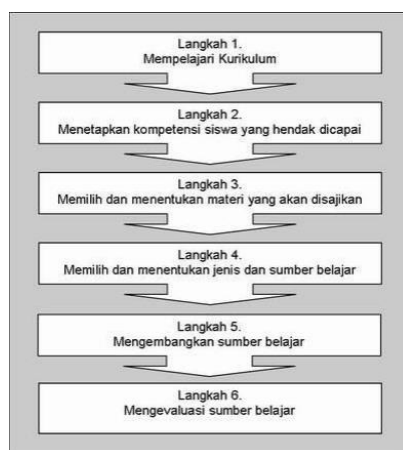 Langkah 1.
Mempelajari Kurikulum
Langkah 2.
Menetapkan kompetensi siswa yang hendak dicapai
Langkah 3.
Memilih dan menentukan materi yang akan disajikan
Langkah 4.
Memilih dan menentukan jenis dan sumber belajar
Langkah 5.
Mengembangkan sumber belajar
Langkah 6.
Mengevaluasi sumber belajar